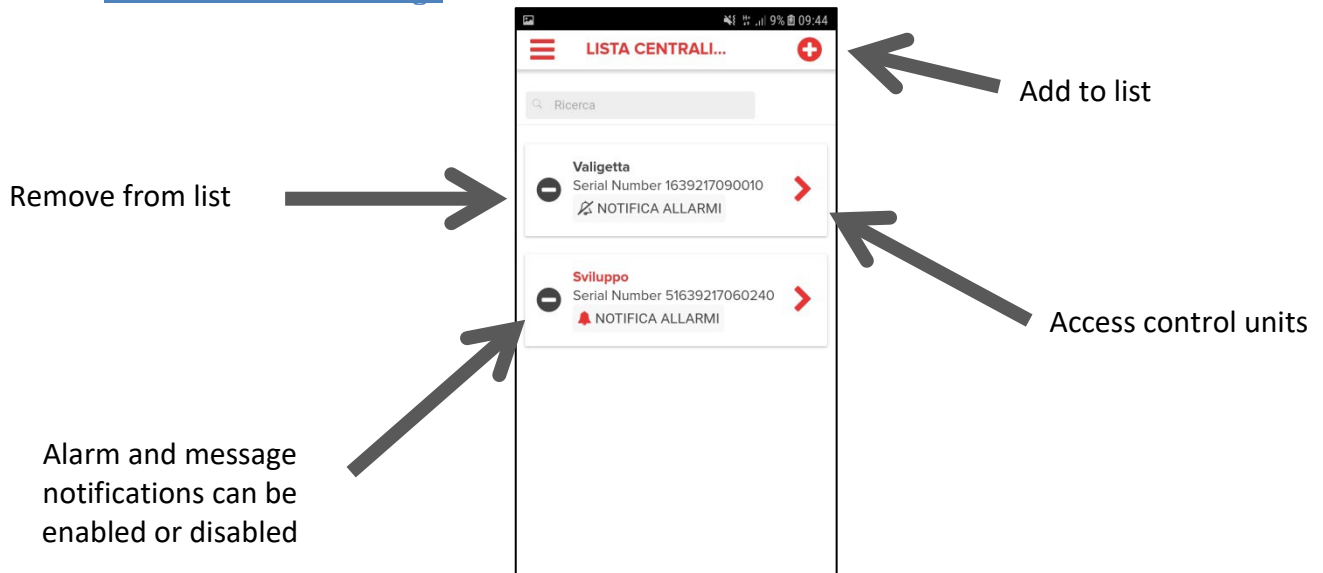 9% 09:44
LISTA CENTRALI...
Add to list
Ricerca
Remove from list
Valigetta
Serial Number 1639217090010
NOTIFICA ALLARMI
Sviluppo
Serial Number 51639217060240
NOTIFICA ALLARMI
Access control units
Alarm and message
notifications can be
enabled or disabled